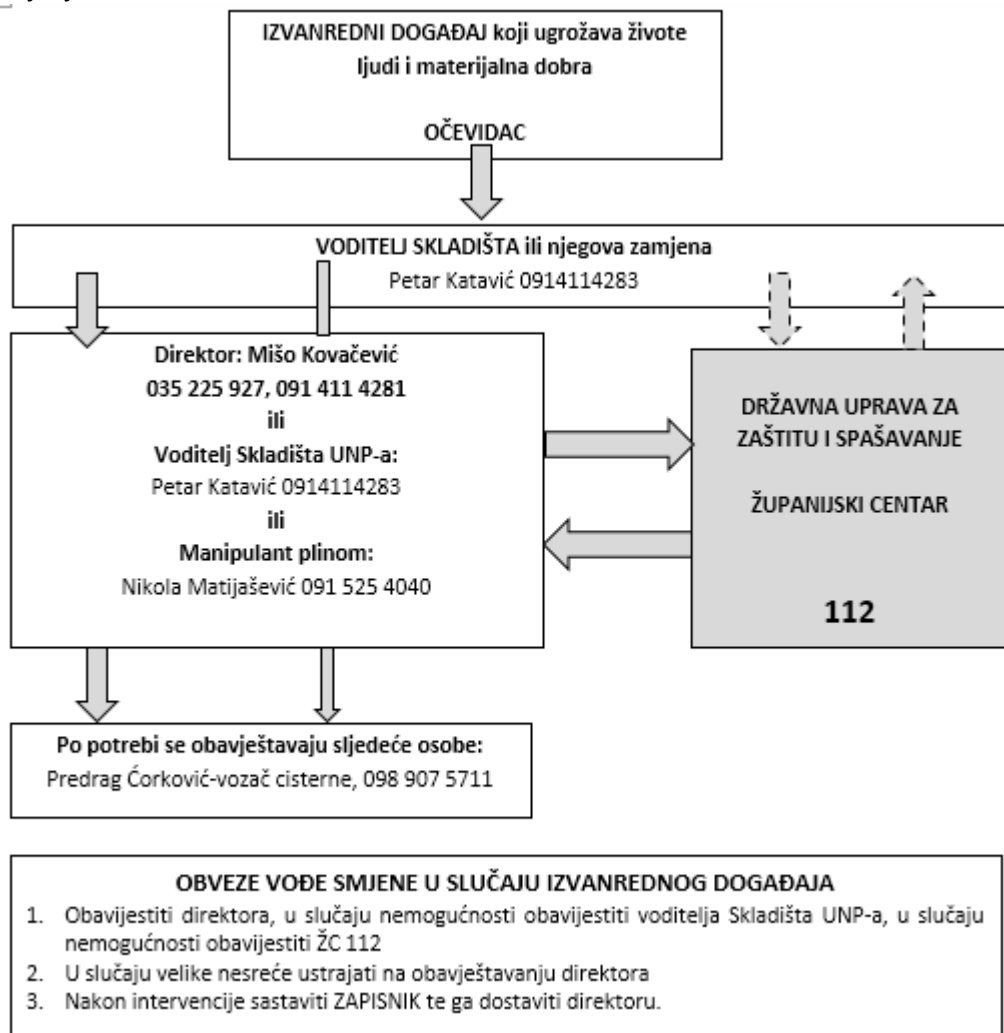 IZVANREDNI DOGAĐAJ koji ugrožava živote
ljudi i materijalna dobra
OČEVIDAC
VODITELJ SKLADIŠTA ili njegova zamjena
Petar Katavić 0914114283
Direktor: Mišo Kovačević
035 225 927, 091 411 4281
ili
Voditelj Skladišta UNP-a:
Petar Katavić 0914114283
ili
Manipulant plinom:
Nikola Matijašević 091 525 4040
DRŽAVNA UPRAVA ZA
ZAŠTITU I SPAŠAVANJE
ŽUPANIJSKI CENTAR
112
Po potrebi se obavještavaju sljedeće osobe:
Predrag Ćorković-vozač cisterne, 098 907 5711
OBVEZE VOĐE SMJENE U SLUČAJU IZVANREDNOG DOGAĐAJA
1. Obavijestiti direktora, u slučaju nemogućnosti obavijestiti voditelja Skladišta UNP-a, u slučaju
nemogućnosti obavijestiti ŽC 112
2. U slučaju velike nesreće ustrajati na obavještavanju direktora
3. Nakon intervencije sastaviti ZAPISNIK te ga dostaviti direktoru.